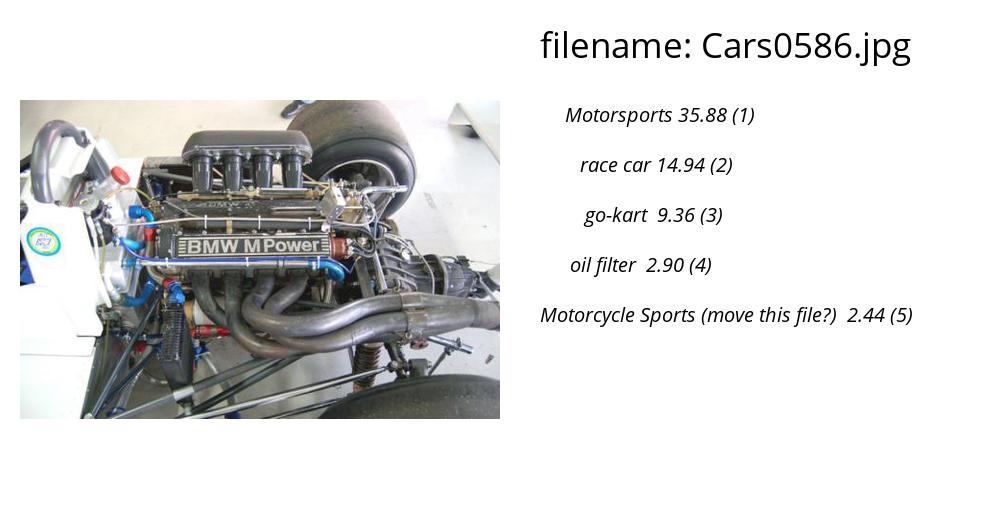 filename: Cars0586.jpg
Motorsports 35.88 (1)
race car 14.94 (2)
go-kart 9.36 (3)
oil filter 2.90 (4)
Motorcycle Sports (move this file?) 2.44 (5)
BMW M Power